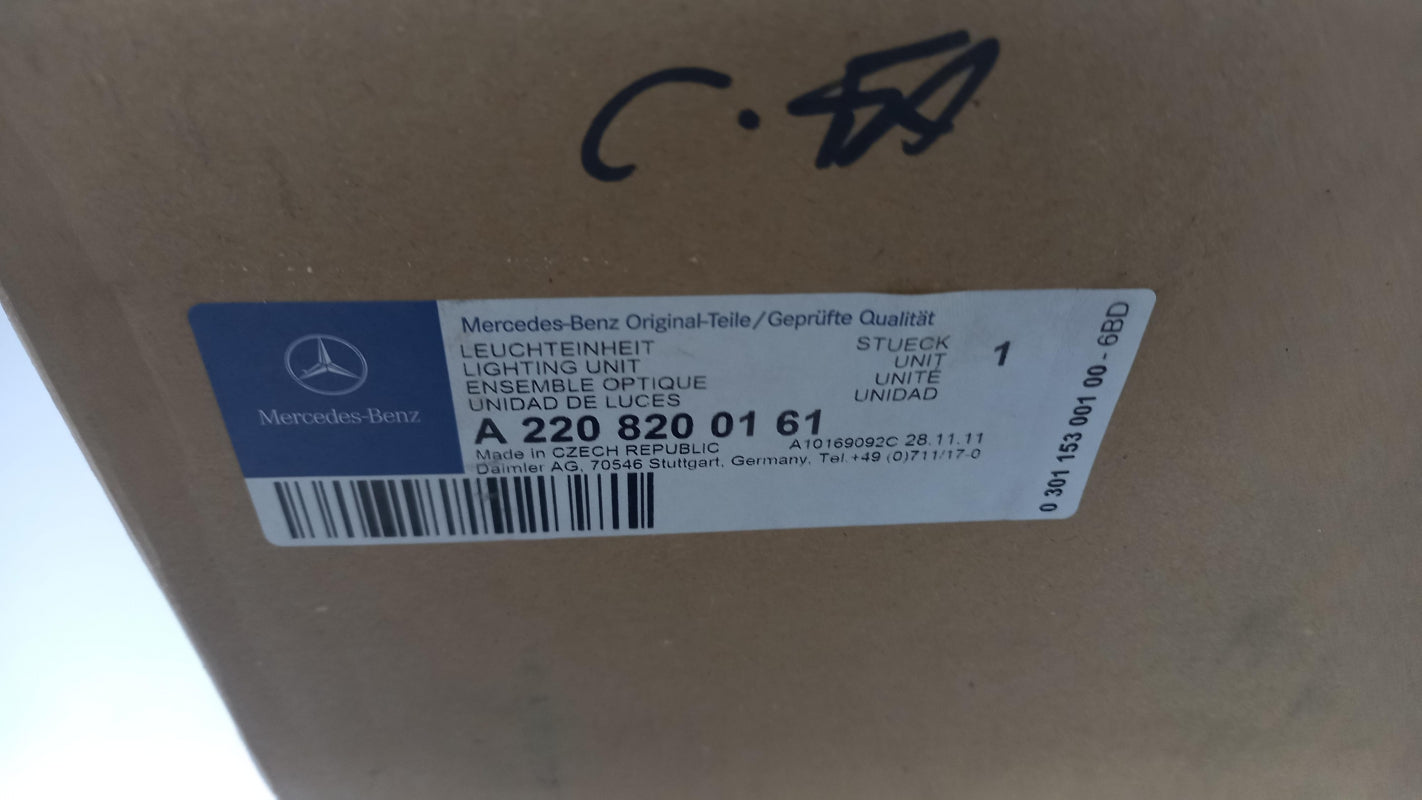 Mercedes-Benz
Mercedes-Benz Original-Teile/Geprüfte Qualität
LEUCHTEINHEIT STUECK
LIGHTING UNIT UNIT 1
ENSEMBLE OPTIQUE UNITE
UNIDAD DE LUCES UNIDAD
A 220 820 01 61
Made in CZECH REPUBLIC A10169092C 28.11.11
Daimler AG, 70546 Stuttgart, Germany, Tel.+49 (0)711/17-0
0 301 153 001 00 - 6BD